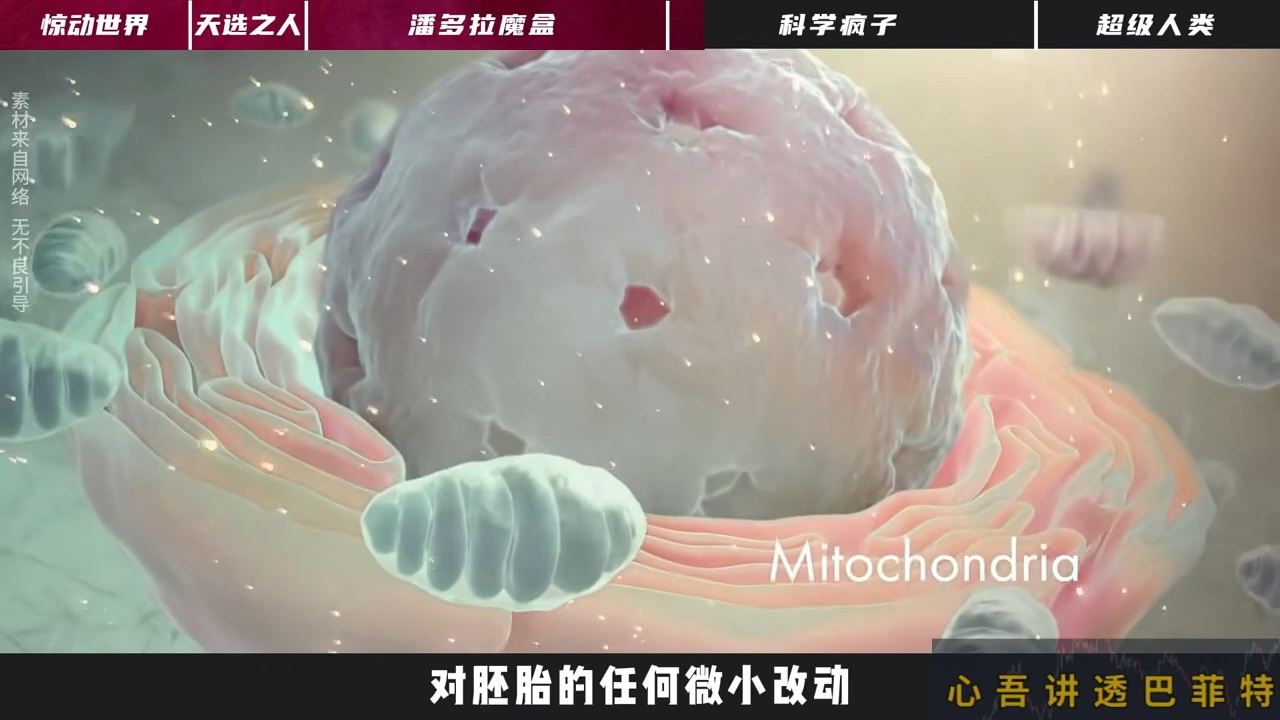 惊动世界
天选之人
潘多拉魔盒
科学疯子
超级人类
素材来自网络 无不良引导
Mitochondria
对胚胎的任何微小改动
心吾讲透巴菲特